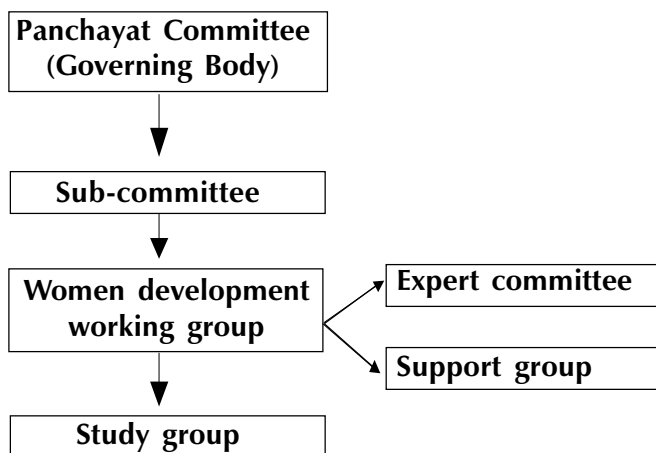 Panchayat Committee
(Governing Body)
Sub-committee
Women development
working group
Expert committee
Support group
Study group